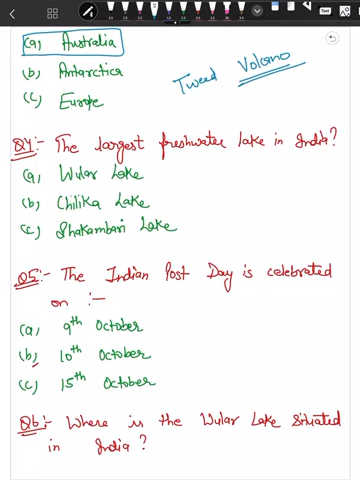 (a) Australia
(b) Antarctica
(c) Europe
Tweed Volcano
Q4:- The largest freshwater lake in India?
(a) Wular Lake
(b) Chilika Lake
(c) Shakambari Lake
Q5:- The Indian Post Day is celebrated
on :-
(a) 9th October
(b) 10th October
(c) 15th October
Q6:- Where is the Wular Lake situated
in India?